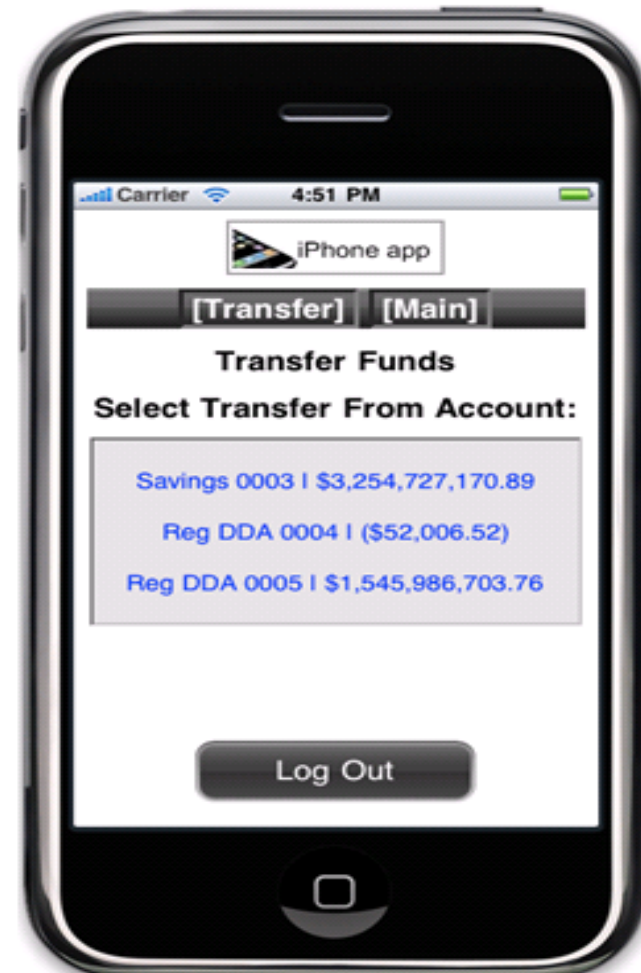 Carrier 4:51 PM
iPhone app
[Transfer] [Main]
Transfer Funds
Select Transfer From Account:
Savings 0003 | $3,254,727,170.89
Reg DDA 0004 | ($52,006.52)
Reg DDA 0005 | $1,545,986,703.76
Log Out